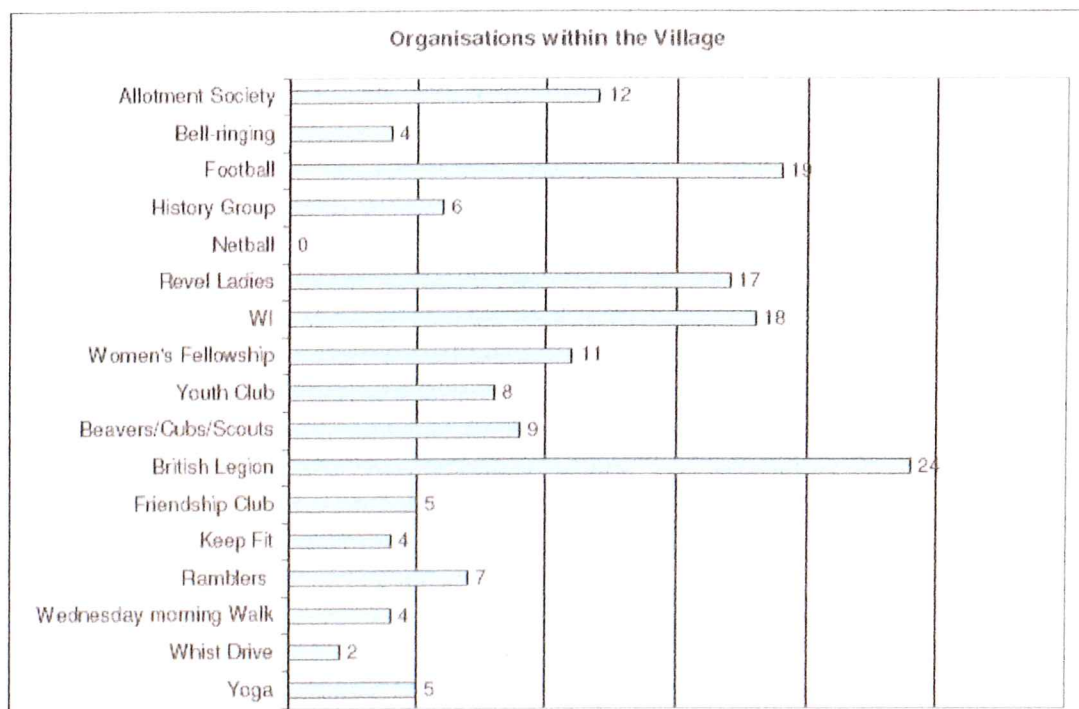 Organisations within the Village
Allotment Society 12
Bell-ringing 4
Football 19
History Group 6
Netball 0
Revel Ladies 17
WI 18
Women's Fellowship 11
Youth Club 8
Beavers/Cubs/Scouts 9
British Legion 24
Friendship Club 5
Keep Fit 4
Ramblers 7
Wednesday morning Walk 4
Whist Drive 2
Yoga 5